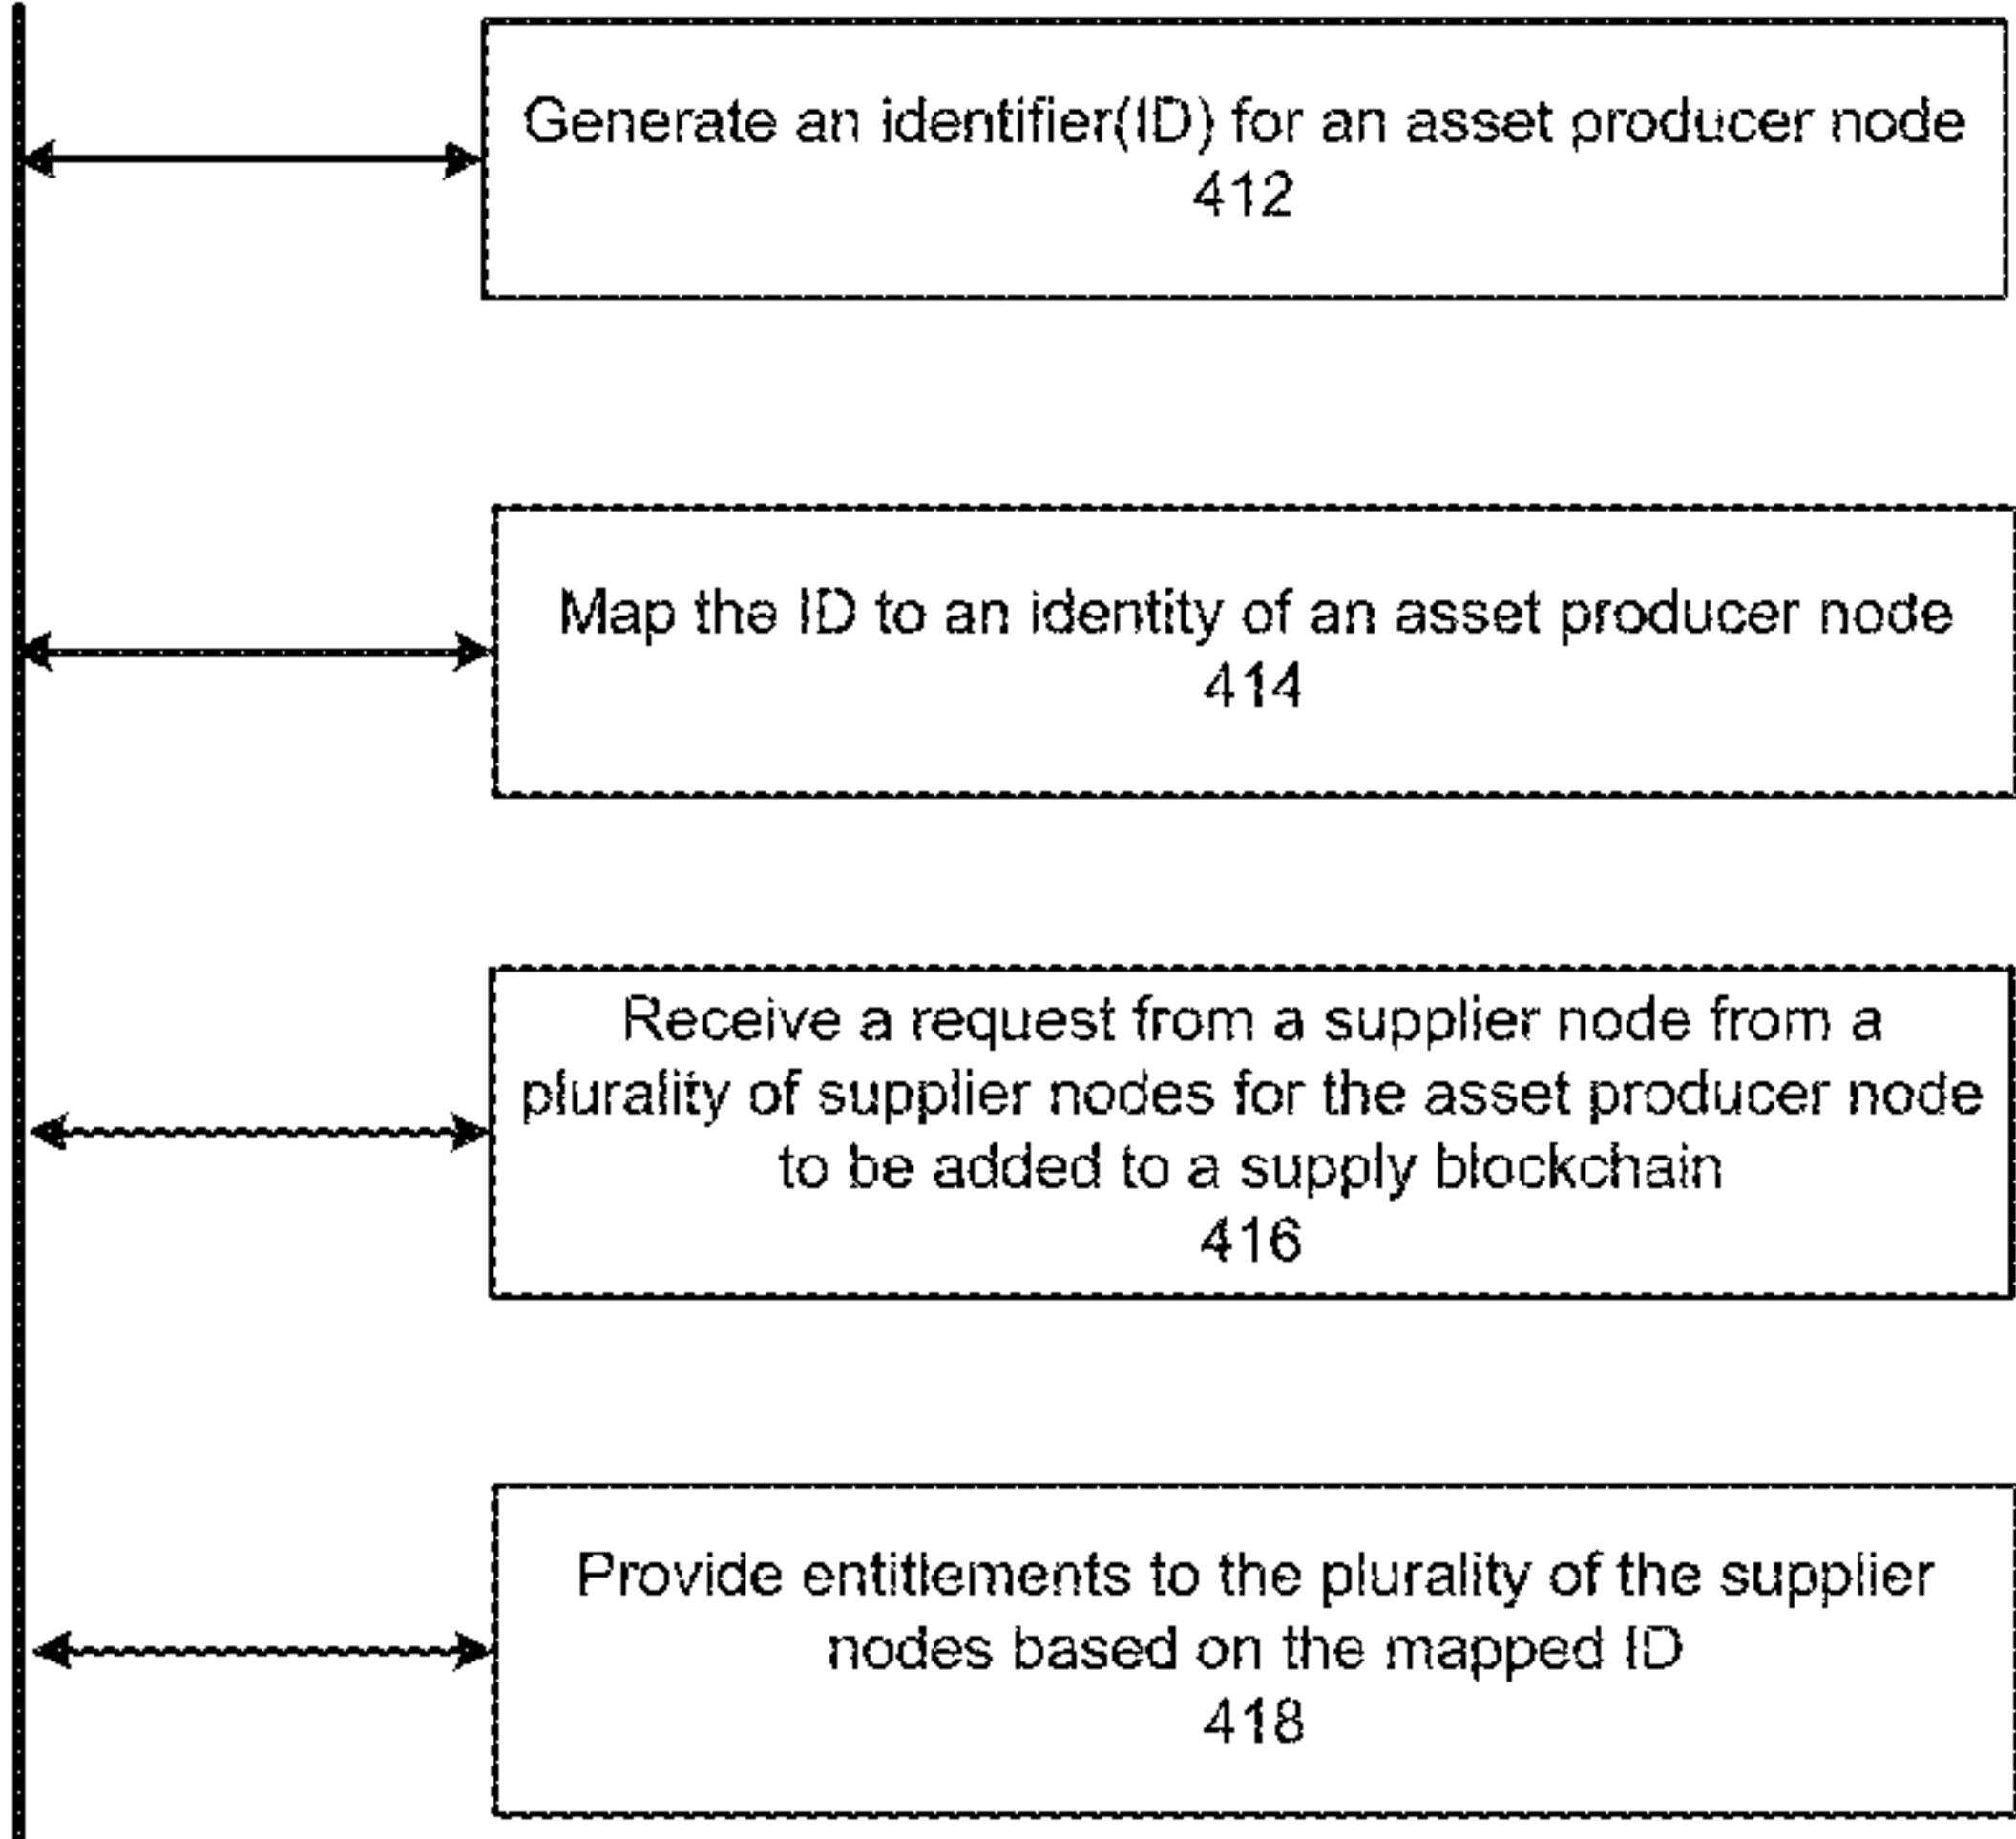 Generate an identifier(ID) for an asset producer node
412
Map the ID to an identity of an asset producer node
414
Receive a request from a supplier node from a
plurality of supplier nodes for the asset producer node
to be added to a supply blockchain
416
Provide entitlements to the plurality of the supplier
nodes based on the mapped ID
418